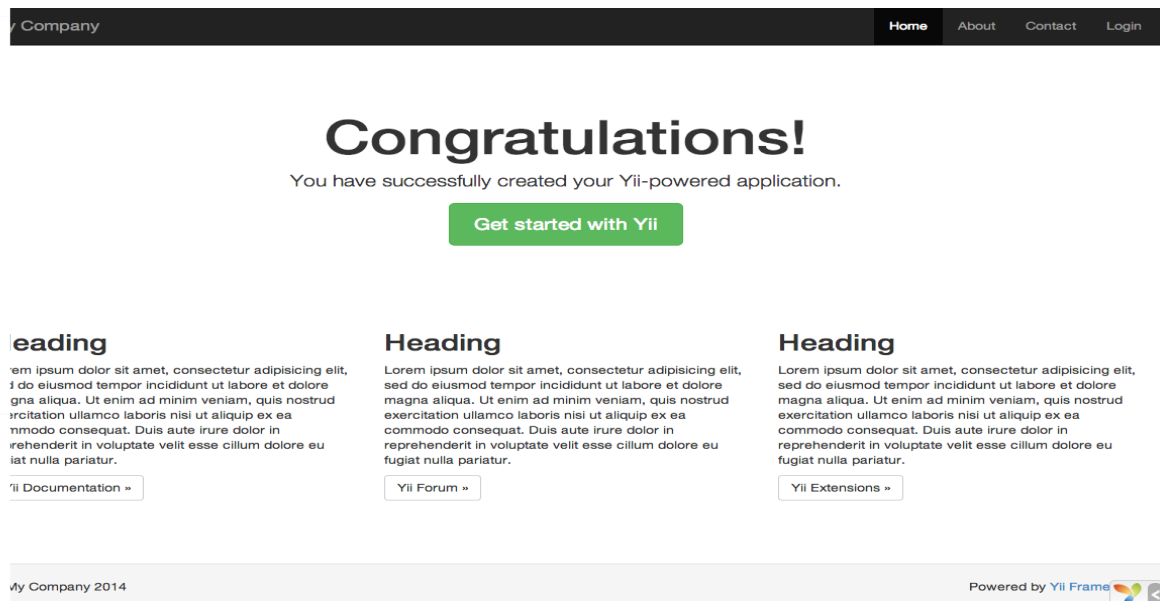 Company
Home About Contact Login
Congratulations!
You have successfully created your Yii-powered application.
Get started with Yii
eading
rem ipsum dolor sit amet, consectetur adipisicing elit,
do eiusmod tempor incididunt ut labore et dolore
gna aliqua. Ut enim ad minim veniam, quis nostrud
ercitation ullamco laboris nisi ut aliquip ex ea
mmodo consequat. Duis aute irure dolor in
prehenderit in voluptate velit esse cillum dolore eu
iat nulla pariatur.
Yii Documentation »
Heading
Lorem ipsum dolor sit amet, consectetur adipisicing elit,
sed do eiusmod tempor incididunt ut labore et dolore
magna aliqua. Ut enim ad minim veniam, quis nostrud
exercitation ullamco laboris nisi ut aliquip ex ea
commodo consequat. Duis aute irure dolor in
reprehenderit in voluptate velit esse cillum dolore eu
fugiat nulla pariatur.
Yii Forum »
Heading
Lorem ipsum dolor sit amet, consectetur adipisicing elit,
sed do eiusmod tempor incididunt ut labore et dolore
magna aliqua. Ut enim ad minim veniam, quis nostrud
exercitation ullamco laboris nisi ut aliquip ex ea
commodo consequat. Duis aute irure dolor in
reprehenderit in voluptate velit esse cillum dolore eu
fugiat nulla pariatur.
Yii Extensions »
My Company 2014
Powered by Yii Frame